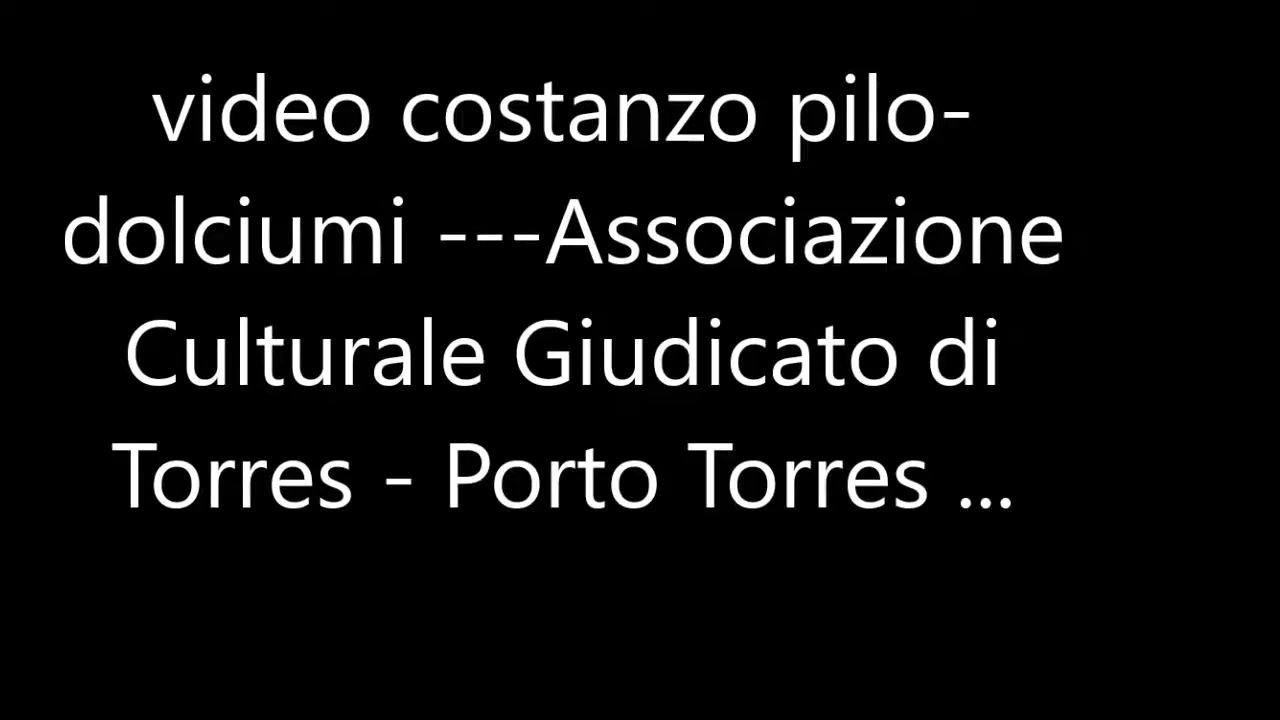 video costanzo pilo-
dolciumi ---Associazione
Culturale Giudicato di
Torres - Porto Torres ...